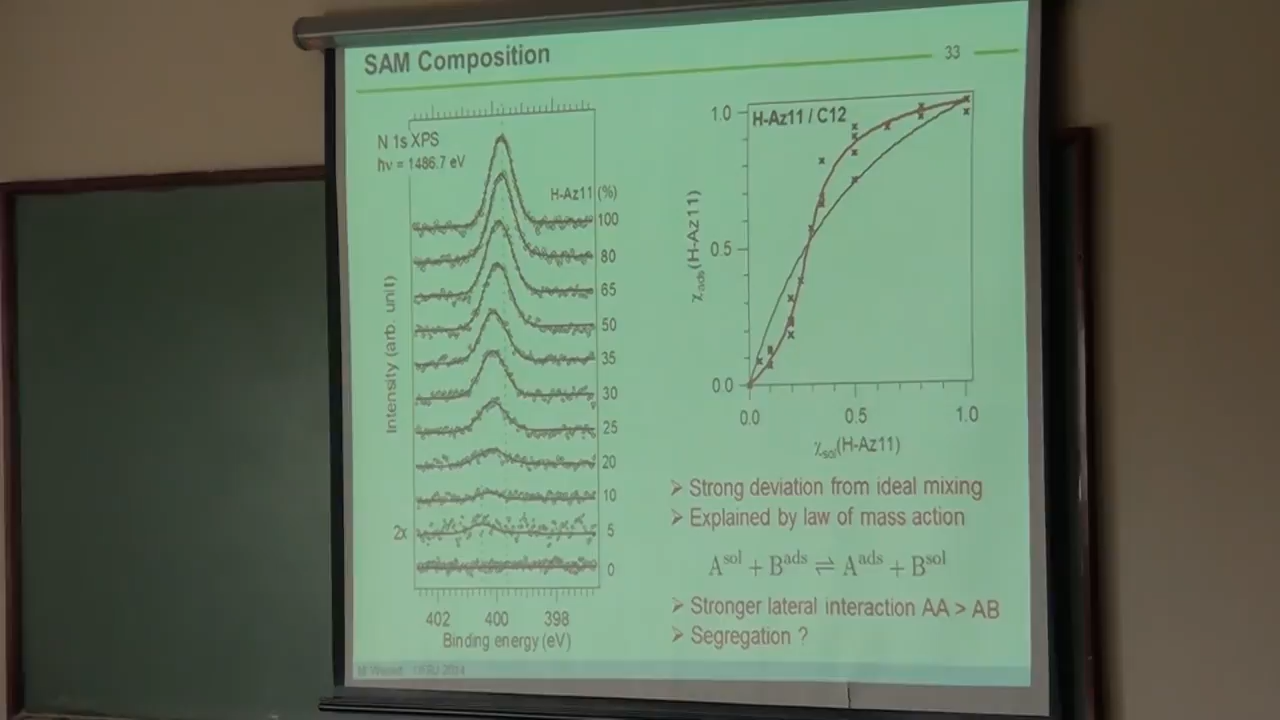 SAM Composition
33
N 1s XPS
hν = 1486.7 eV
H-Az11 (%)
100
80
65
50
35
30
25
20
10
2x
5
0
Intensity (arb. unit)
402 400 398
Binding energy (eV)
H-Az11 / C12
1.0
0.5
0.0
χads(H-Az11)
0.0 0.5 1.0
χsol(H-Az11)
➢ Strong deviation from ideal mixing
➢ Explained by law of mass action
Aˢᵒˡ + Bᵃᵈˢ ⇌ Aᵃᵈˢ + Bˢᵒˡ
➢ Stronger lateral interaction AA > AB
➢ Segregation ?
2014